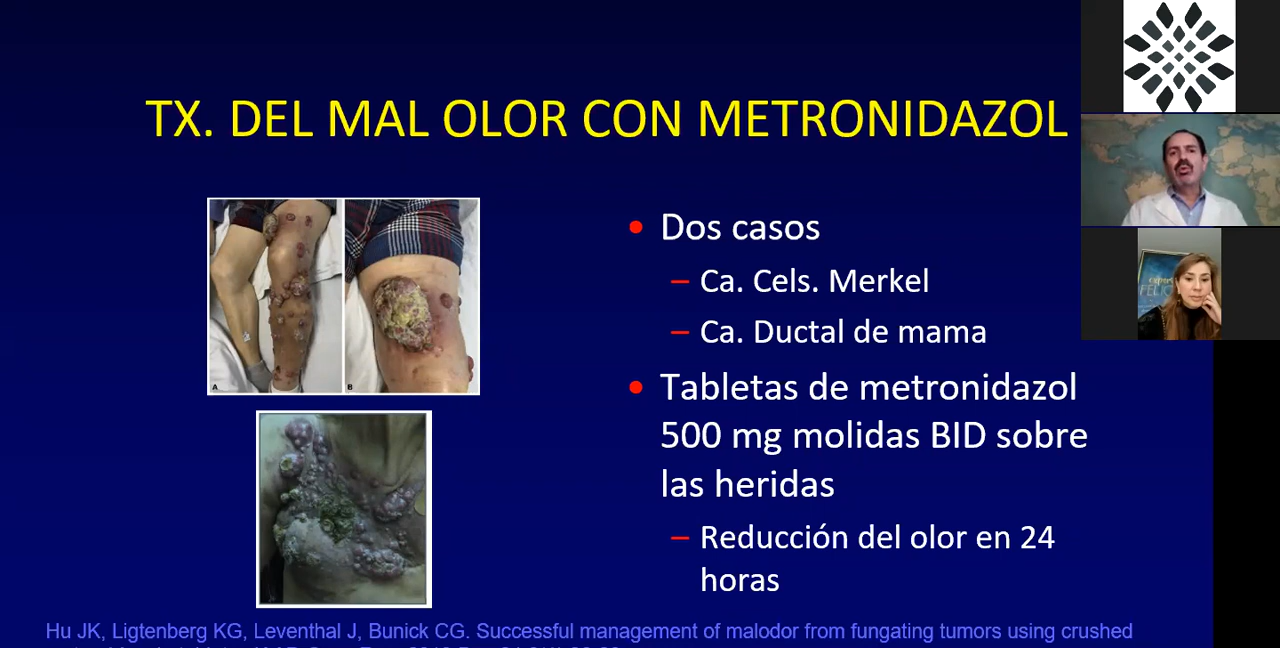 TX. DEL MAL OLOR CON METRONIDAZOL
A
B
• Dos casos
– Ca. Cels. Merkel
– Ca. Ductal de mama
• Tabletas de metronidazol
500 mg molidas BID sobre
las heridas
– Reducción del olor en 24
horas
Hu JK, Ligtenberg KG, Leventhal J, Bunick CG. Successful management of malodor from fungating tumors using crushed